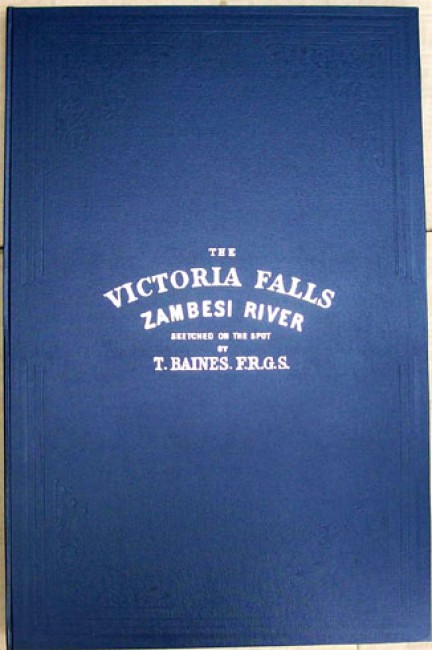 THE
VICTORIA FALLS
ZAMBESI RIVER
SKETCHED ON THE SPOT
BY
T. BAINES. F.R.G.S.